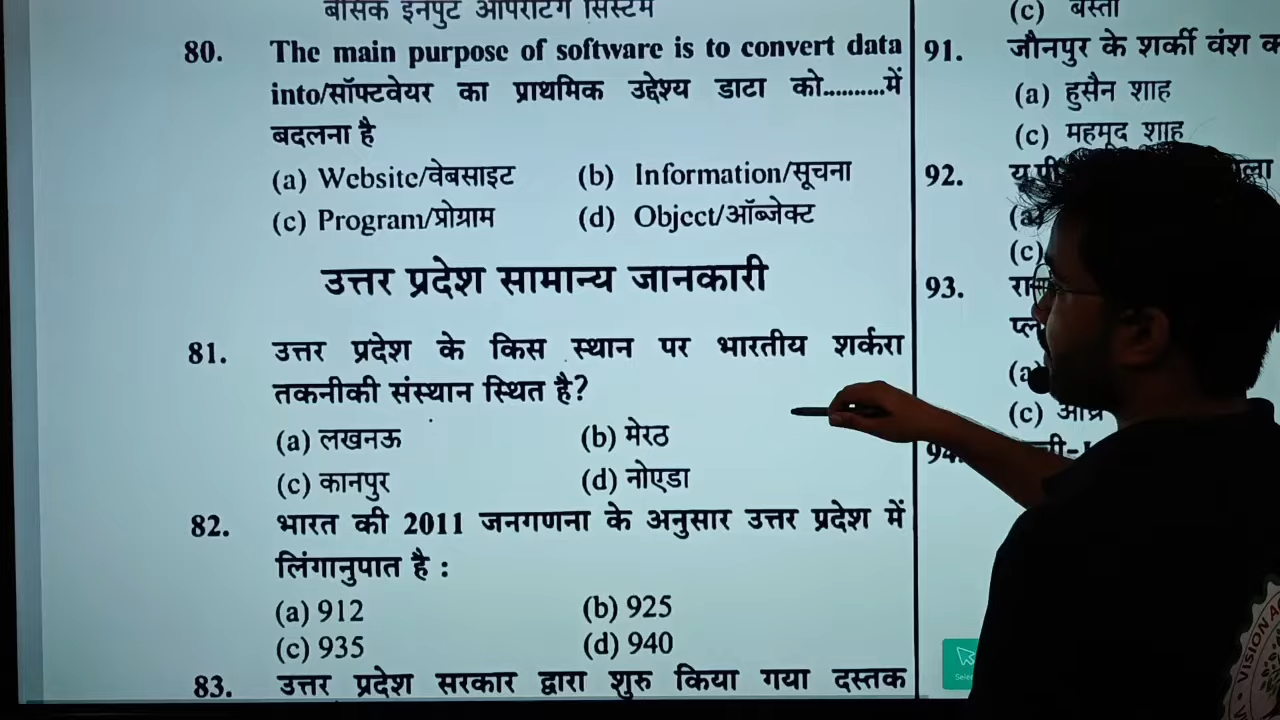 बेसिक इनपुट ऑपरेटिंग सिस्टम
80. The main purpose of software is to convert data
into/सॉफ्टवेयर का प्राथमिक उद्देश्य डाटा को..........में
बदलना है
(a) Website/वेबसाइट (b) Information/सूचना
(c) Program/प्रोग्राम (d) Object/ऑब्जेक्ट
उत्तर प्रदेश सामान्य जानकारी
81. उत्तर प्रदेश के किस स्थान पर भारतीय शर्करा
तकनीकी संस्थान स्थित है?
(a) लखनऊ (b) मेरठ
(c) कानपुर (d) नोएडा
82. भारत की 2011 जनगणना के अनुसार उत्तर प्रदेश में
लिंगानुपात है :
(a) 912 (b) 925
(c) 935 (d) 940
83. उत्तर प्रदेश सरकार द्वारा शुरु किया गया दस्तक
(c) बस्ती
91. जौनपुर के शर्की वंश
(a) हुसैन शाह
(c) महमूद शाह
92.
(c)
93.
(c)
94.
VISION